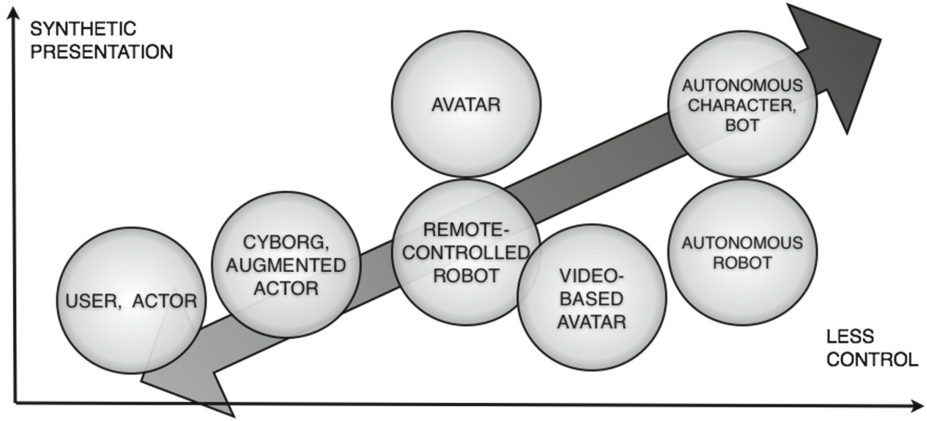 SYNTHETIC
PRESENTATION
AVATAR
AUTONOMOUS
CHARACTER,
BOT
USER, ACTOR
CYBORG,
AUGMENTED
ACTOR
REMOTE-
CONTROLLED
ROBOT
VIDEO-
BASED
AVATAR
AUTONOMOUS
ROBOT
LESS
CONTROL